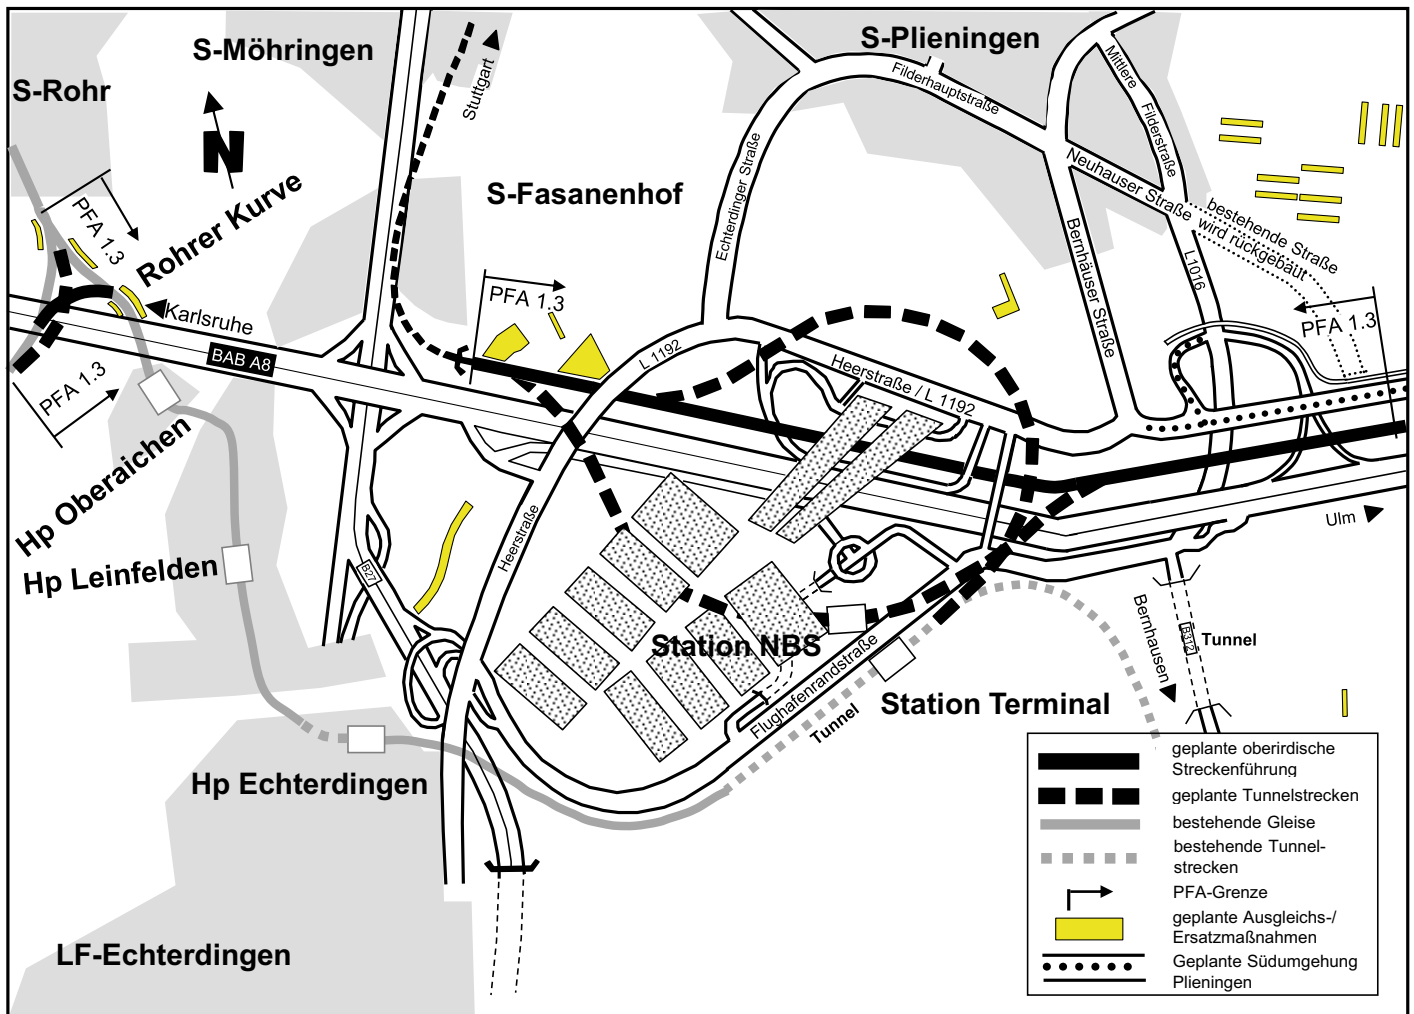 S-Möhringen
S-Rohr
N
Stuttgart
S-Plieningen
Filderhauptstraße
Mittlere
Filderstraße
Neuhauser Straße
bestehende Straße
wird rückgebaut
L1016
Bernhäuser Straße
Echterdinger Straße
S-Fasanenhof
PFA 1.3
Rohrer Kurve
Karlsruhe
BAB A8
PFA 1.3
PFA 1.3
PFA 1.3
L 1192
Heerstraße / L 1192
Hp Oberaichen
Hp Leinfelden
B27
Heerstraße
Ulm
Station NBS
Flughafenrandstraße
Tunnel
Bernhausen
B312
Tunnel
Station Terminal
Hp Echterdingen
LF-Echterdingen
geplante oberirdische
Streckenführung
geplante Tunnelstrecken
bestehende Gleise
bestehende Tunnel-
strecken
PFA-Grenze
geplante Ausgleichs-/
Ersatzmaßnahmen
Geplante Südumgehung
Plieningen